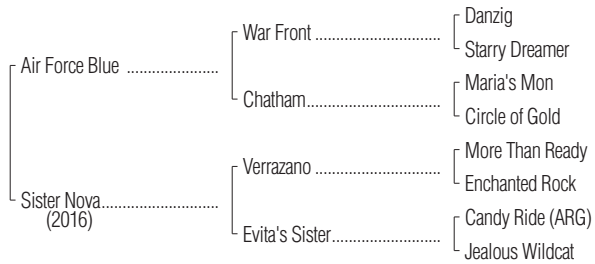 Danzig
War Front ..............................
Starry Dreamer
Air Force Blue ......................
Maria's Mon
Chatham................................
Circle of Gold
More Than Ready
Verrazano ..............................
Enchanted Rock
Sister Nova............................
(2016)
Candy Ride (ARG)
Evita's Sister..........................
Jealous Wildcat